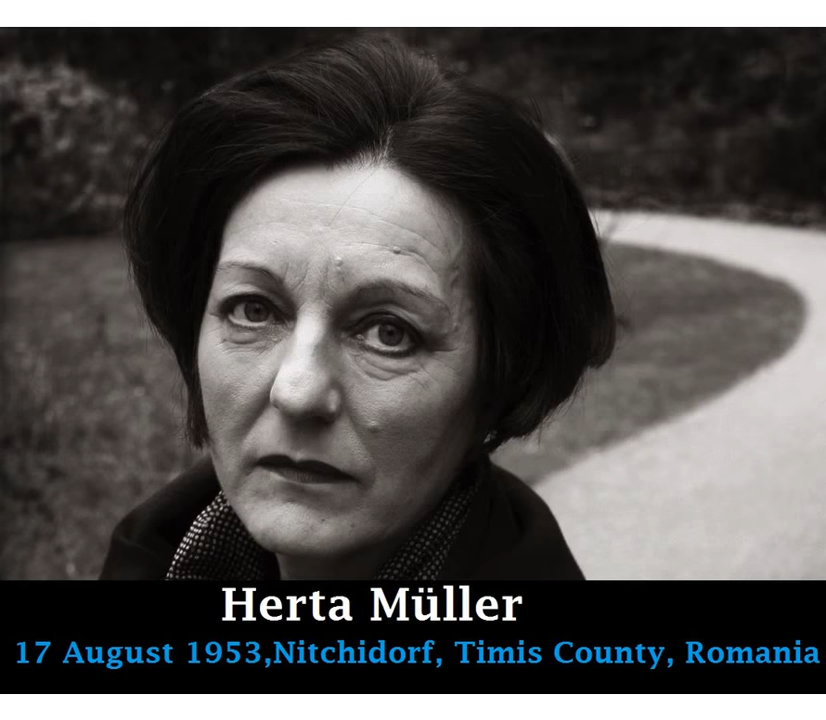 Herta Müller
17 August 1953,Nitchidorf, Timis County, Romania